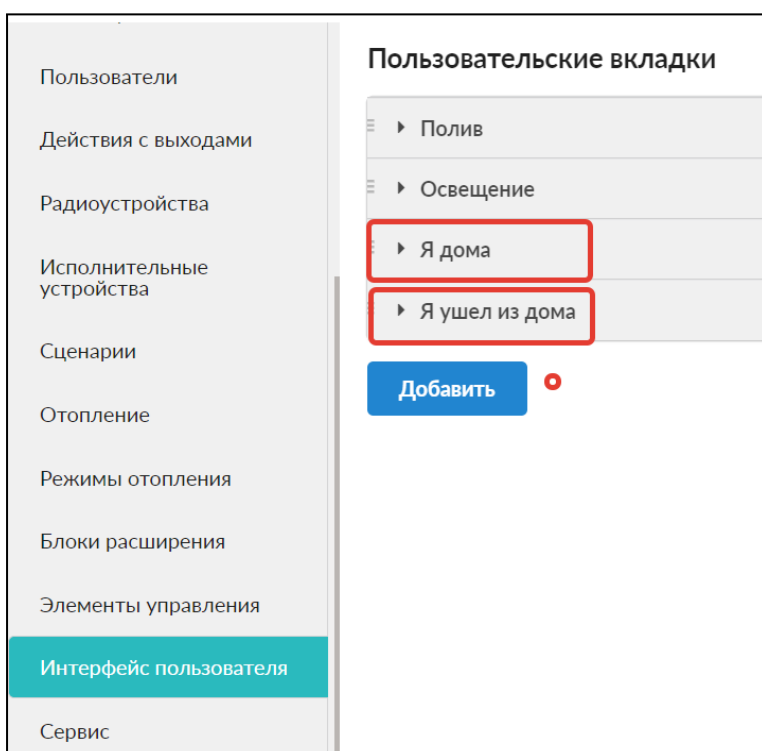 Пользователи
Действия с выходами
Радиоустройства
Исполнительные
устройства
Сценарии
Отопление
Режимы отопления
Блоки расширения
Элементы управления
Интерфейс пользователя
Сервис
Пользовательские вкладки
Полив
Освещение
Я дома
Я ушел из дома
Добавить